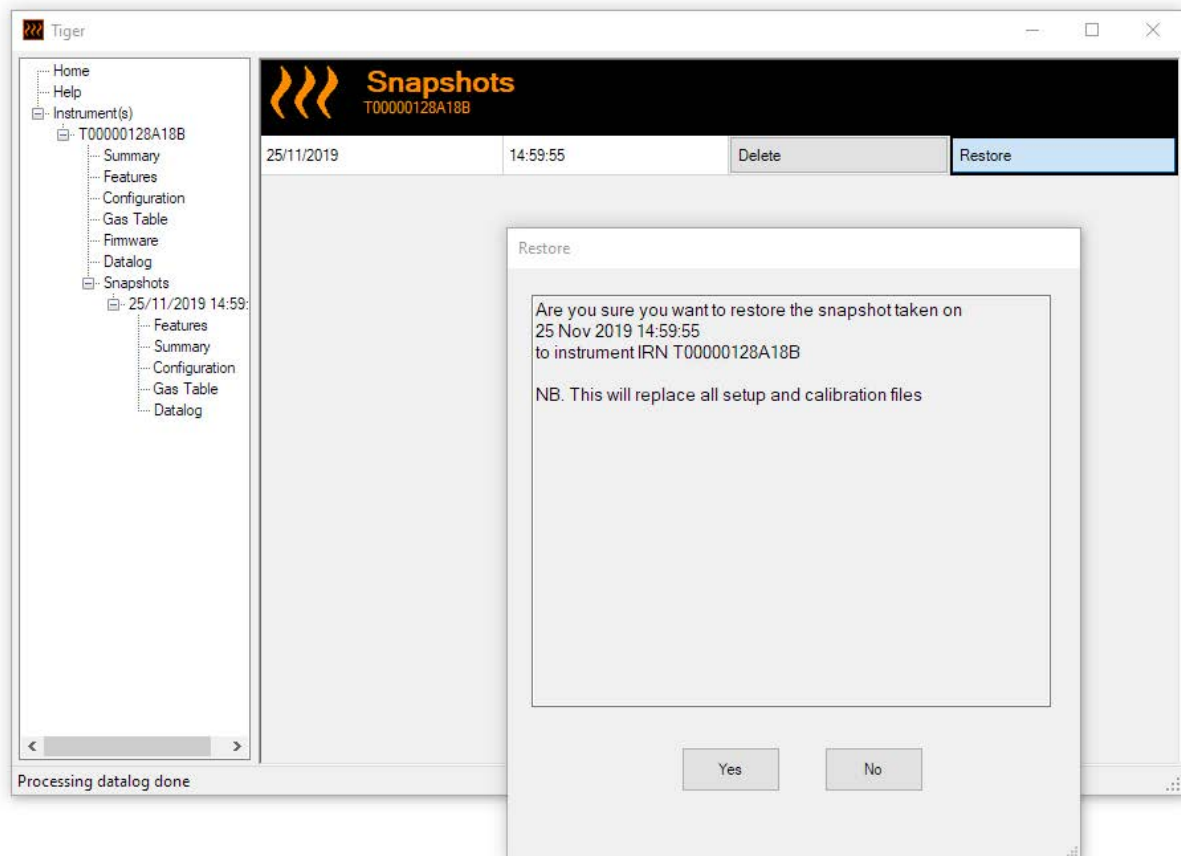 Tiger
Home
Help
Instrument(s)
T00000128A18B
Summary
Features
Configuration
Gas Table
Firmware
Datalog
Snapshots
25/11/2019 14:59:
Features
Summary
Configuration
Gas Table
Datalog
Snapshots
T00000128A18B
25/11/2019 14:59:55 Delete Restore
Restore
Are you sure you want to restore the snapshot taken on
25 Nov 2019 14:59:55
to instrument IRN T00000128A18B
NB. This will replace all setup and calibration files
Yes No
Processing datalog done